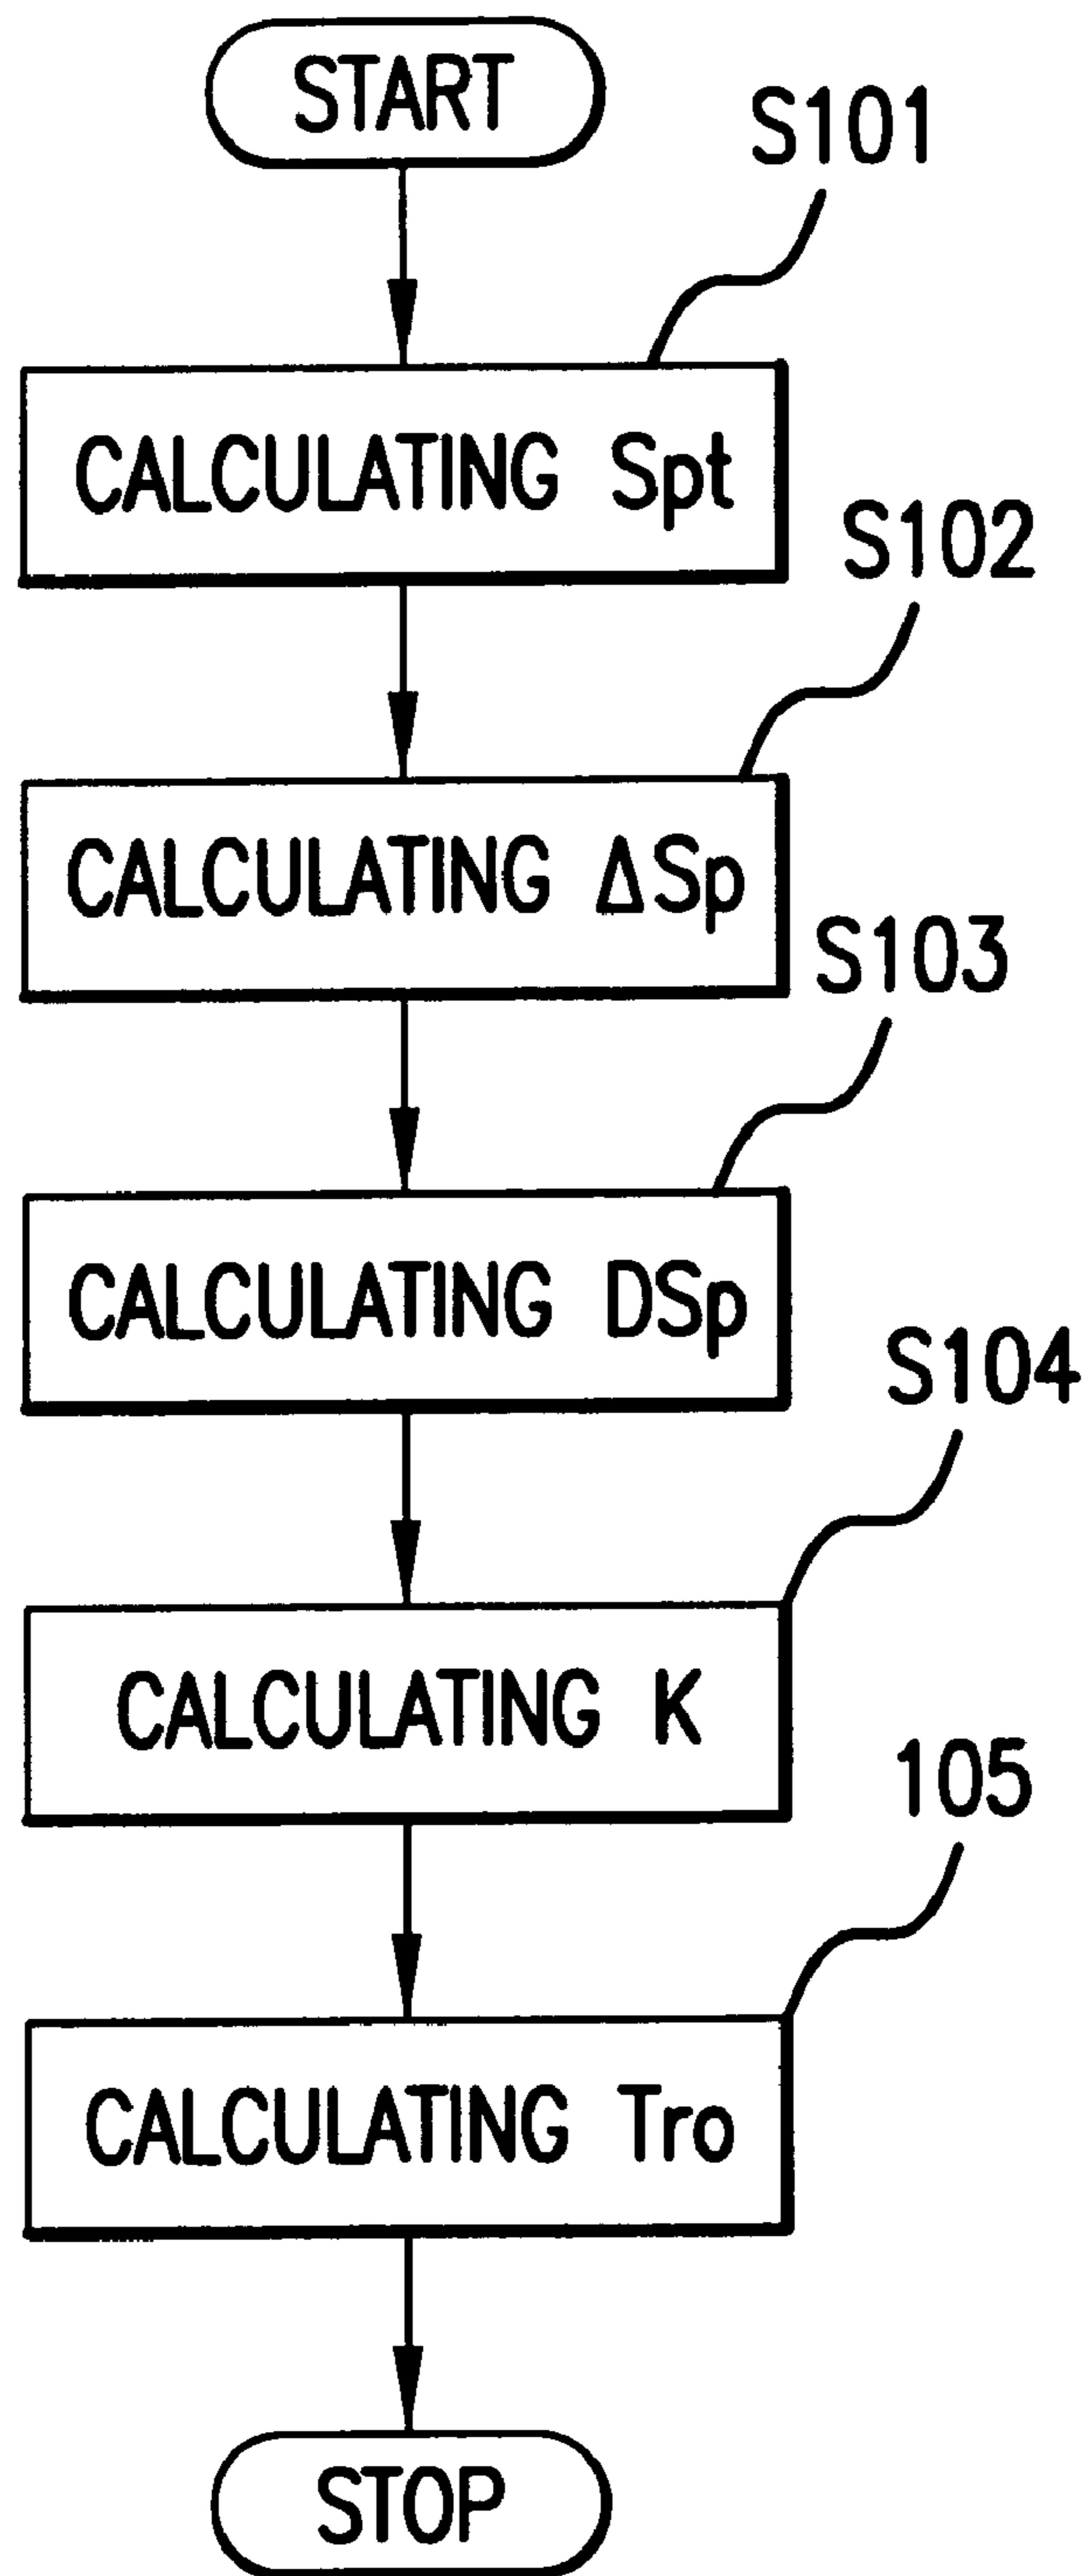 START
S101
CALCULATING Spt
S102
CALCULATING ΔSp
S103
CALCULATING DSp
S104
CALCULATING K
105
CALCULATING Tro
STOP